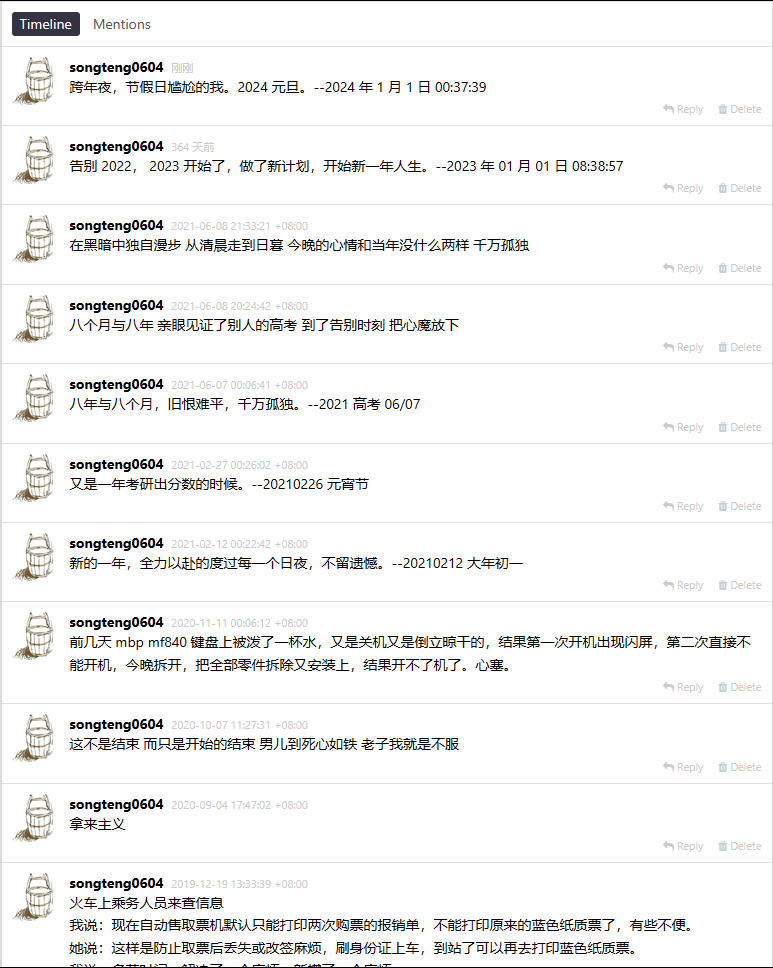 Timeline Mentions
songteng0604 刚刚
跨年夜，节假日尴尬的我。2024 元旦。--2024 年 1 月 1 日 00:37:39
Reply Delete
songteng0604 364 天前
告别 2022， 2023 开始了，做了新计划，开始新一年人生。--2023 年 01 月 01 日 08:38:57
Reply Delete
songteng0604 2021-06-08 21:33:21 +08:00
在黑暗中独自漫步 从清晨走到日暮 今晚的心情和当年没什么两样 千万孤独
Reply Delete
songteng0604 2021-06-08 20:24:42 +08:00
八个月与八年 亲眼见证了别人的高考 到了告别时刻 把心魔放下
Reply Delete
songteng0604 2021-06-07 00:06:41 +08:00
八年与八个月，旧恨难平，千万孤独。--2021 高考 06/07
Reply Delete
songteng0604 2021-02-27 00:26:02 +08:00
又是一年考研出分数的时候。--20210226 元宵节
Reply Delete
songteng0604 2021-02-12 00:22:42 +08:00
新的一年，全力以赴的度过每一个日夜，不留遗憾。--20210212 大年初一
Reply Delete
songteng0604 2020-11-11 00:06:12 +08:00
前几天 mbp mf840 键盘上被泼了一杯水，又是关机又是倒立晾干的，结果第一次开机出现闪屏，第二次直接不
能开机，今晚拆开，把全部零件拆除又安装上，结果开不了机了。心塞。
Reply Delete
songteng0604 2020-10-07 11:27:31 +08:00
这不是结束 而只是开始的结束 男儿到死心如铁 老子我就是不服
Reply Delete
songteng0604 2020-09-04 17:47:02 +08:00
拿来主义
Reply Delete
songteng0604 2019-12-19 13:33:39 +08:00
火车上乘务人员来查信息
我说：现在自动售取票机默认只能打印两次购票的报销单，不能打印原来的蓝色纸质票了，有些不便。
她说：这样是防止取票后丢失或改签麻烦，刷身份证上车，到站了可以再去打印蓝色纸质票。